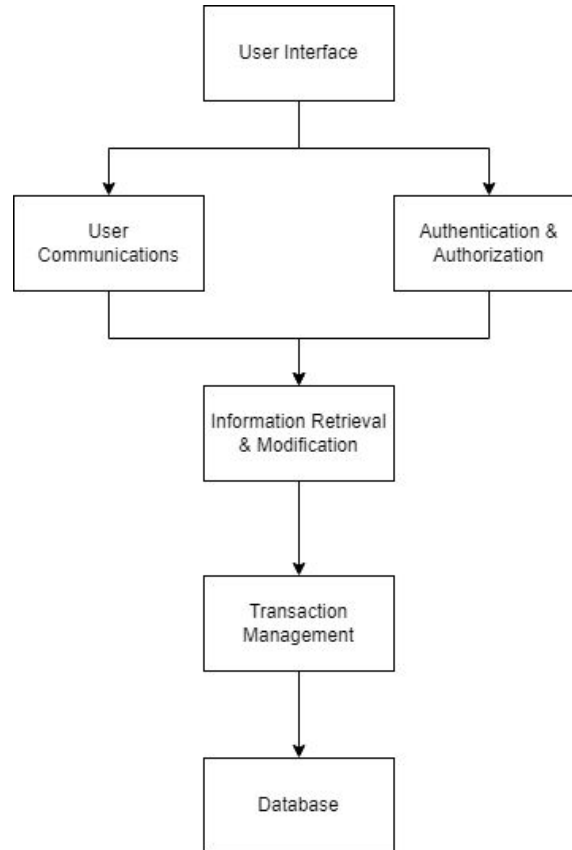 User Interface
User
Communications
Authentication &
Authorization
Information Retrieval
& Modification
Transaction
Management
Database